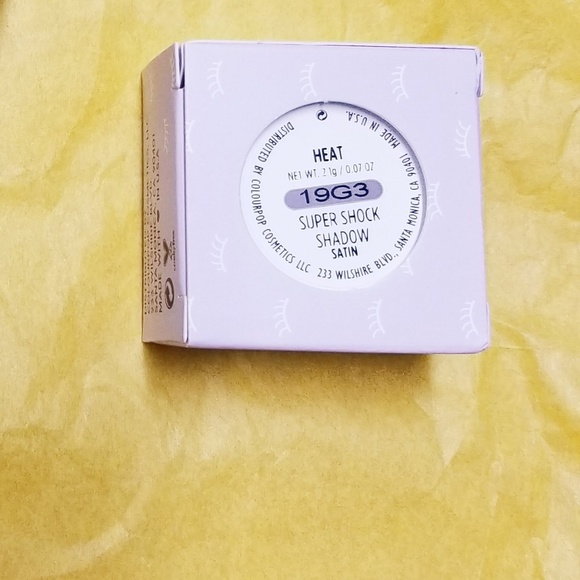 HEAT
NET WT. 2.1g / 0.07 OZ
19G3
SUPER SHOCK
SHADOW
SATIN
DISTRIBUTED BY COLOURPOP COSMETICS LLC 233 WILSHIRE BLVD., SANTA MONICA, CA 90401 MADE IN U.S.A.